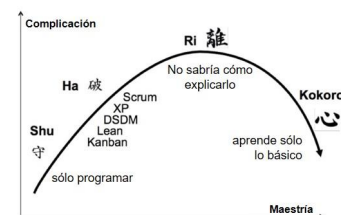 Complicación
Ri 離
No sabría cómo
explicarlo
Ha 破
Scrum
XP
DSDM
Lean
Kanban
Kokoro
心
Shu
守
aprende sólo
lo básico
sólo programar
Maestría